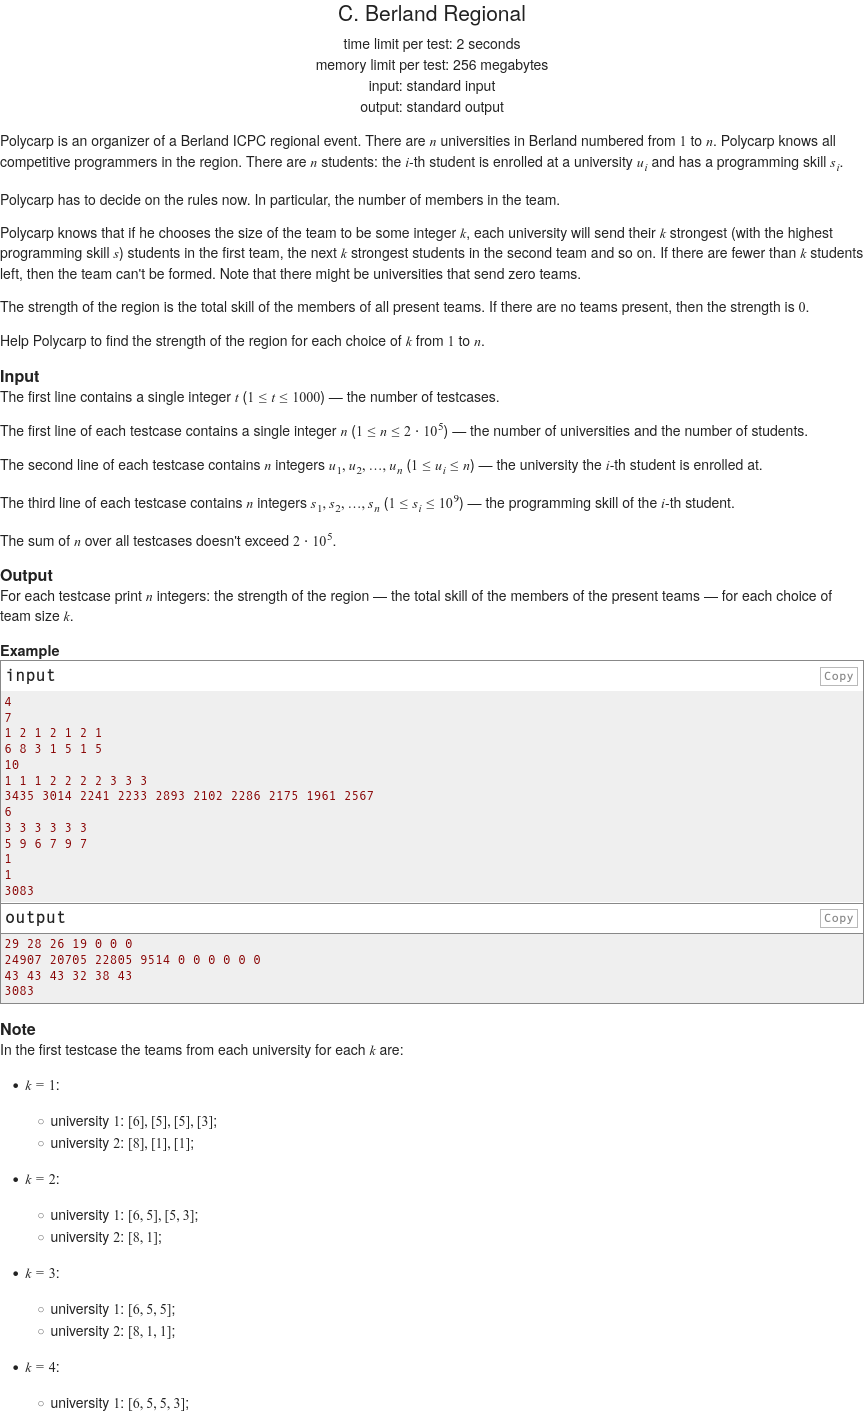 C. Berland Regional
time limit per test: 2 seconds
memory limit per test: 256 megabytes
input: standard input
output: standard output
Polycarp is an organizer of a Berland ICPC regional event. There are n universities in Berland numbered from 1 to n. Polycarp knows all
competitive programmers in the region. There are n students: the i-th student is enrolled at a university u_i and has a programming skill s_i.
Polycarp has to decide on the rules now. In particular, the number of members in the team.
Polycarp knows that if he chooses the size of the team to be some integer k, each university will send their k strongest (with the highest
programming skill s) students in the first team, the next k strongest students in the second team and so on. If there are fewer than k students
left, then the team can't be formed. Note that there might be universities that send zero teams.
The strength of the region is the total skill of the members of all present teams. If there are no teams present, then the strength is 0.
Help Polycarp to find the strength of the region for each choice of k from 1 to n.
Input
The first line contains a single integer t (1 ≤ t ≤ 1000) — the number of testcases.
The first line of each testcase contains a single integer n (1 ≤ n ≤ 2 · 10^5) — the number of universities and the number of students.
The second line of each testcase contains n integers u_1, u_2, …, u_n (1 ≤ u_i ≤ n) — the university the i-th student is enrolled at.
The third line of each testcase contains n integers s_1, s_2, …, s_n (1 ≤ s_i ≤ 10^9) — the programming skill of the i-th student.
The sum of n over all testcases doesn't exceed 2 · 10^5.
Output
For each testcase print n integers: the strength of the region — the total skill of the members of the present teams — for each choice of
team size k.
Example
input Copy
4
7
1 2 1 2 1 2 1
6 8 3 1 5 1 5
10
1 1 1 2 2 2 2 3 3 3
3435 3014 2241 2233 2893 2102 2286 2175 1961 2567
6
3 3 3 3 3 3
5 9 6 7 9 7
1
1
3083
output Copy
29 28 26 19 0 0 0
24907 20705 22805 9514 0 0 0 0 0 0
43 43 43 32 38 43
3083
Note
In the first testcase the teams from each university for each k are:
• k = 1:
○ university 1: [6], [5], [5], [3];
○ university 2: [8], [1], [1];
• k = 2:
○ university 1: [6, 5], [5, 3];
○ university 2: [8, 1];
• k = 3:
○ university 1: [6, 5, 5];
○ university 2: [8, 1, 1];
• k = 4:
○ university 1: [6, 5, 5, 3];